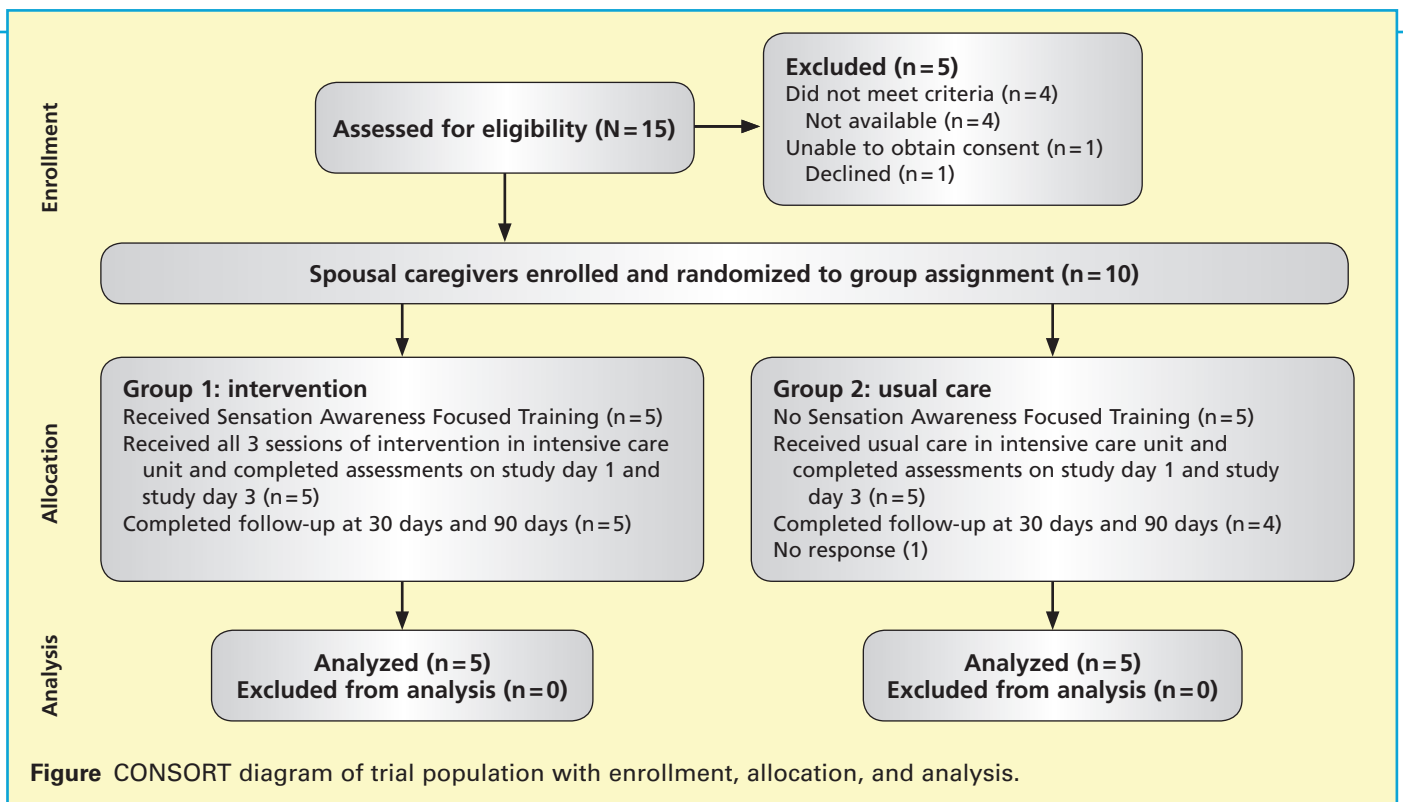 Enrollment
Assessed for eligibility (N=15)
Excluded (n=5)
Did not meet criteria (n=4)
Not available (n=4)
Unable to obtain consent (n=1)
Declined (n=1)
Spousal caregivers enrolled and randomized to group assignment (n=10)
Allocation
Group 1: intervention
Received Sensation Awareness Focused Training (n=5)
Received all 3 sessions of intervention in intensive care
unit and completed assessments on study day 1 and
study day 3 (n=5)
Completed follow-up at 30 days and 90 days (n=5)
Group 2: usual care
No Sensation Awareness Focused Training (n=5)
Received usual care in intensive care unit and
completed assessments on study day 1 and study
day 3 (n=5)
Completed follow-up at 30 days and 90 days (n=4)
No response (1)
Analysis
Analyzed (n=5)
Excluded from analysis (n=0)
Analyzed (n=5)
Excluded from analysis (n=0)
Figure CONSORT diagram of trial population with enrollment, allocation, and analysis.